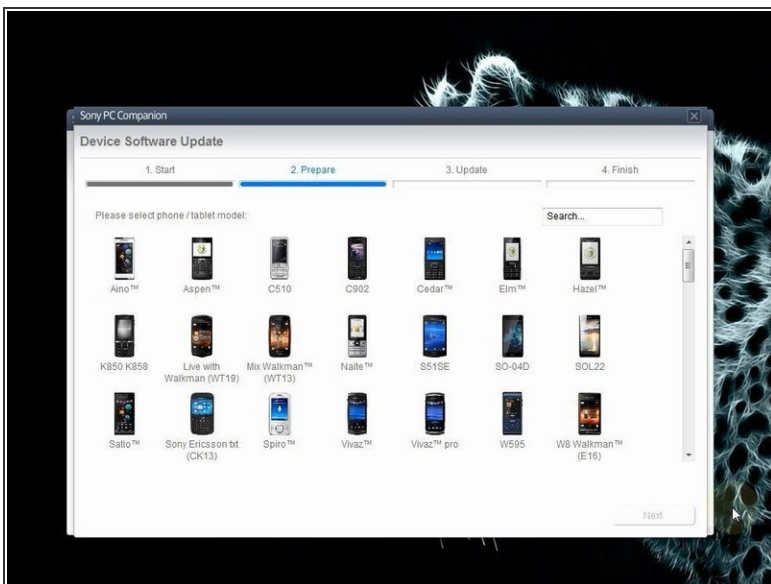 Sony PC Companion
Device Software Update
1. Start
2. Prepare
3. Update
4. Finish
Please select phone / tablet model:
Search...
Aino™
Aspen™
C510
C902
Cedar™
Elm™
Hazel™
K850 K858
Live with
Walkman (WT19)
Mix Walkman™
(WT13)
Naite™
S51SE
SO-04D
SOL22
Satio™
Sony Ericsson txt
(CK13)
Spiro™
Vivaz™
Vivaz™ pro
W595
W8 Walkman™
(E16)
Next